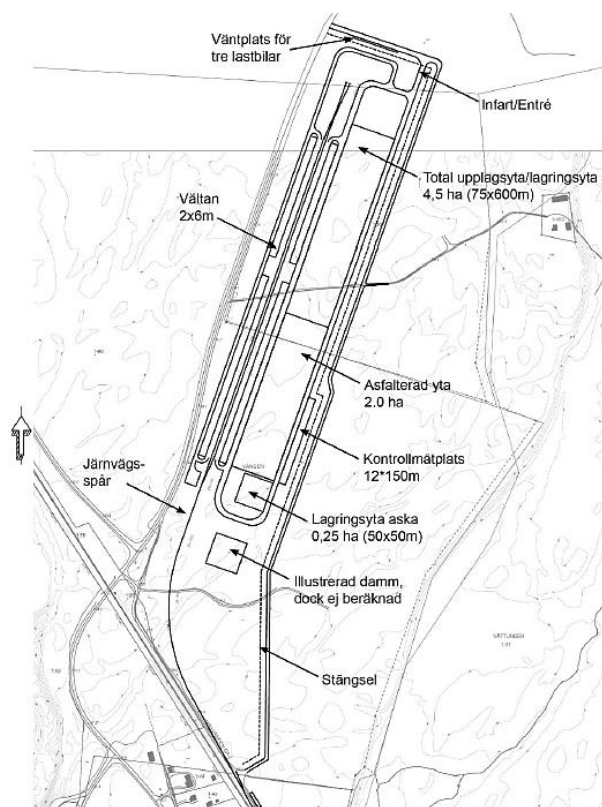 Väntplats för
tre lastbilar
Infart/Entré
Total upplagsyta/lagringsyta
4,5 ha (75x600m)
Vältan
2x6m
Asfalterad yta
2.0 ha
Kontrollmätplats
12*150m
Järnvägs-
spår
VÄNGEN
Lagringsyta aska
0,25 ha (50x50m)
Illustrerad damm,
dock ej beräknad
Stängsel